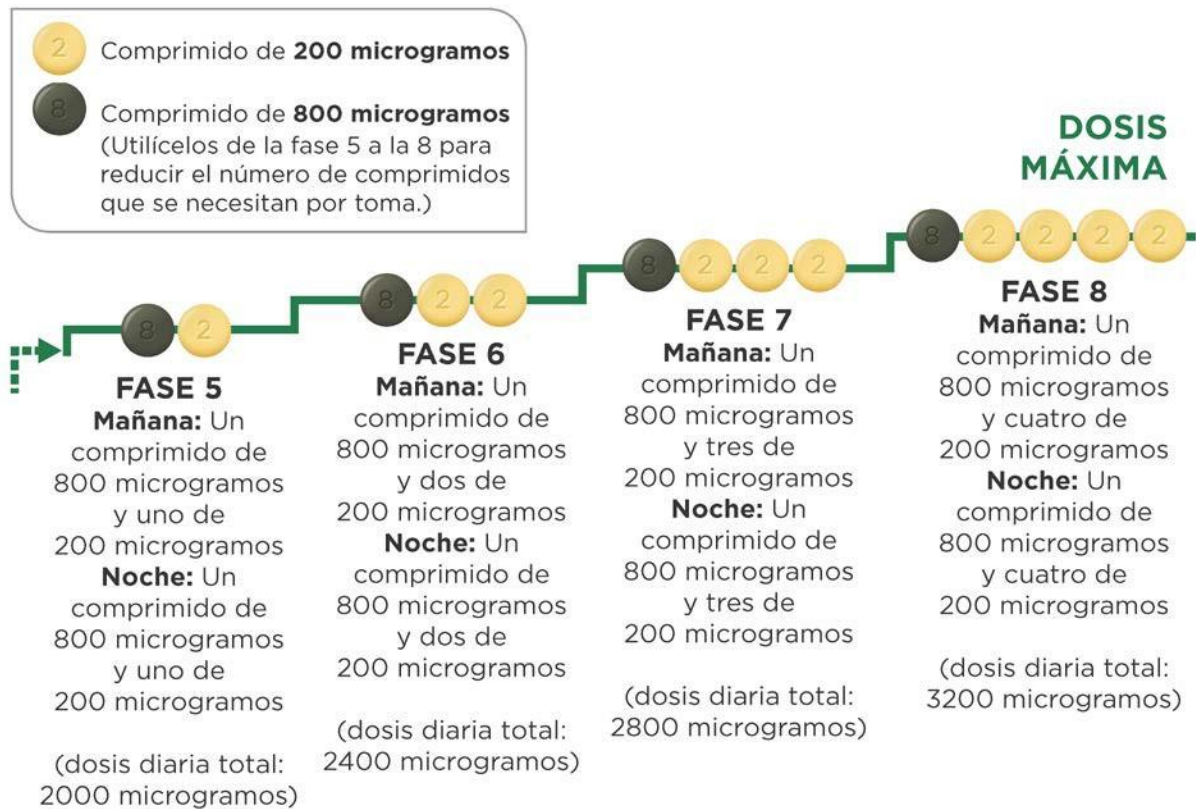 2 Comprimido de 200 microgramos
8 Comprimido de 800 microgramos
(Utilícelos de la fase 5 a la 8 para
reducir el número de comprimidos
que se necesitan por toma.)
DOSIS
MÁXIMA
8 2
FASE 5
Mañana: Un
comprimido de
800 microgramos
y uno de
200 microgramos
Noche: Un
comprimido de
800 microgramos
y uno de
200 microgramos
(dosis diaria total:
2000 microgramos)
8 2 2
FASE 6
Mañana: Un
comprimido de
800 microgramos
y dos de
200 microgramos
Noche: Un
comprimido de
800 microgramos
y dos de
200 microgramos
(dosis diaria total:
2400 microgramos)
8 2 2 2
FASE 7
Mañana: Un
comprimido de
800 microgramos
y tres de
200 microgramos
Noche: Un
comprimido de
800 microgramos
y tres de
200 microgramos
(dosis diaria total:
2800 microgramos)
8 2 2 2 2
FASE 8
Mañana: Un
comprimido de
800 microgramos
y cuatro de
200 microgramos
Noche: Un
comprimido de
800 microgramos
y cuatro de
200 microgramos
(dosis diaria total:
3200 microgramos)